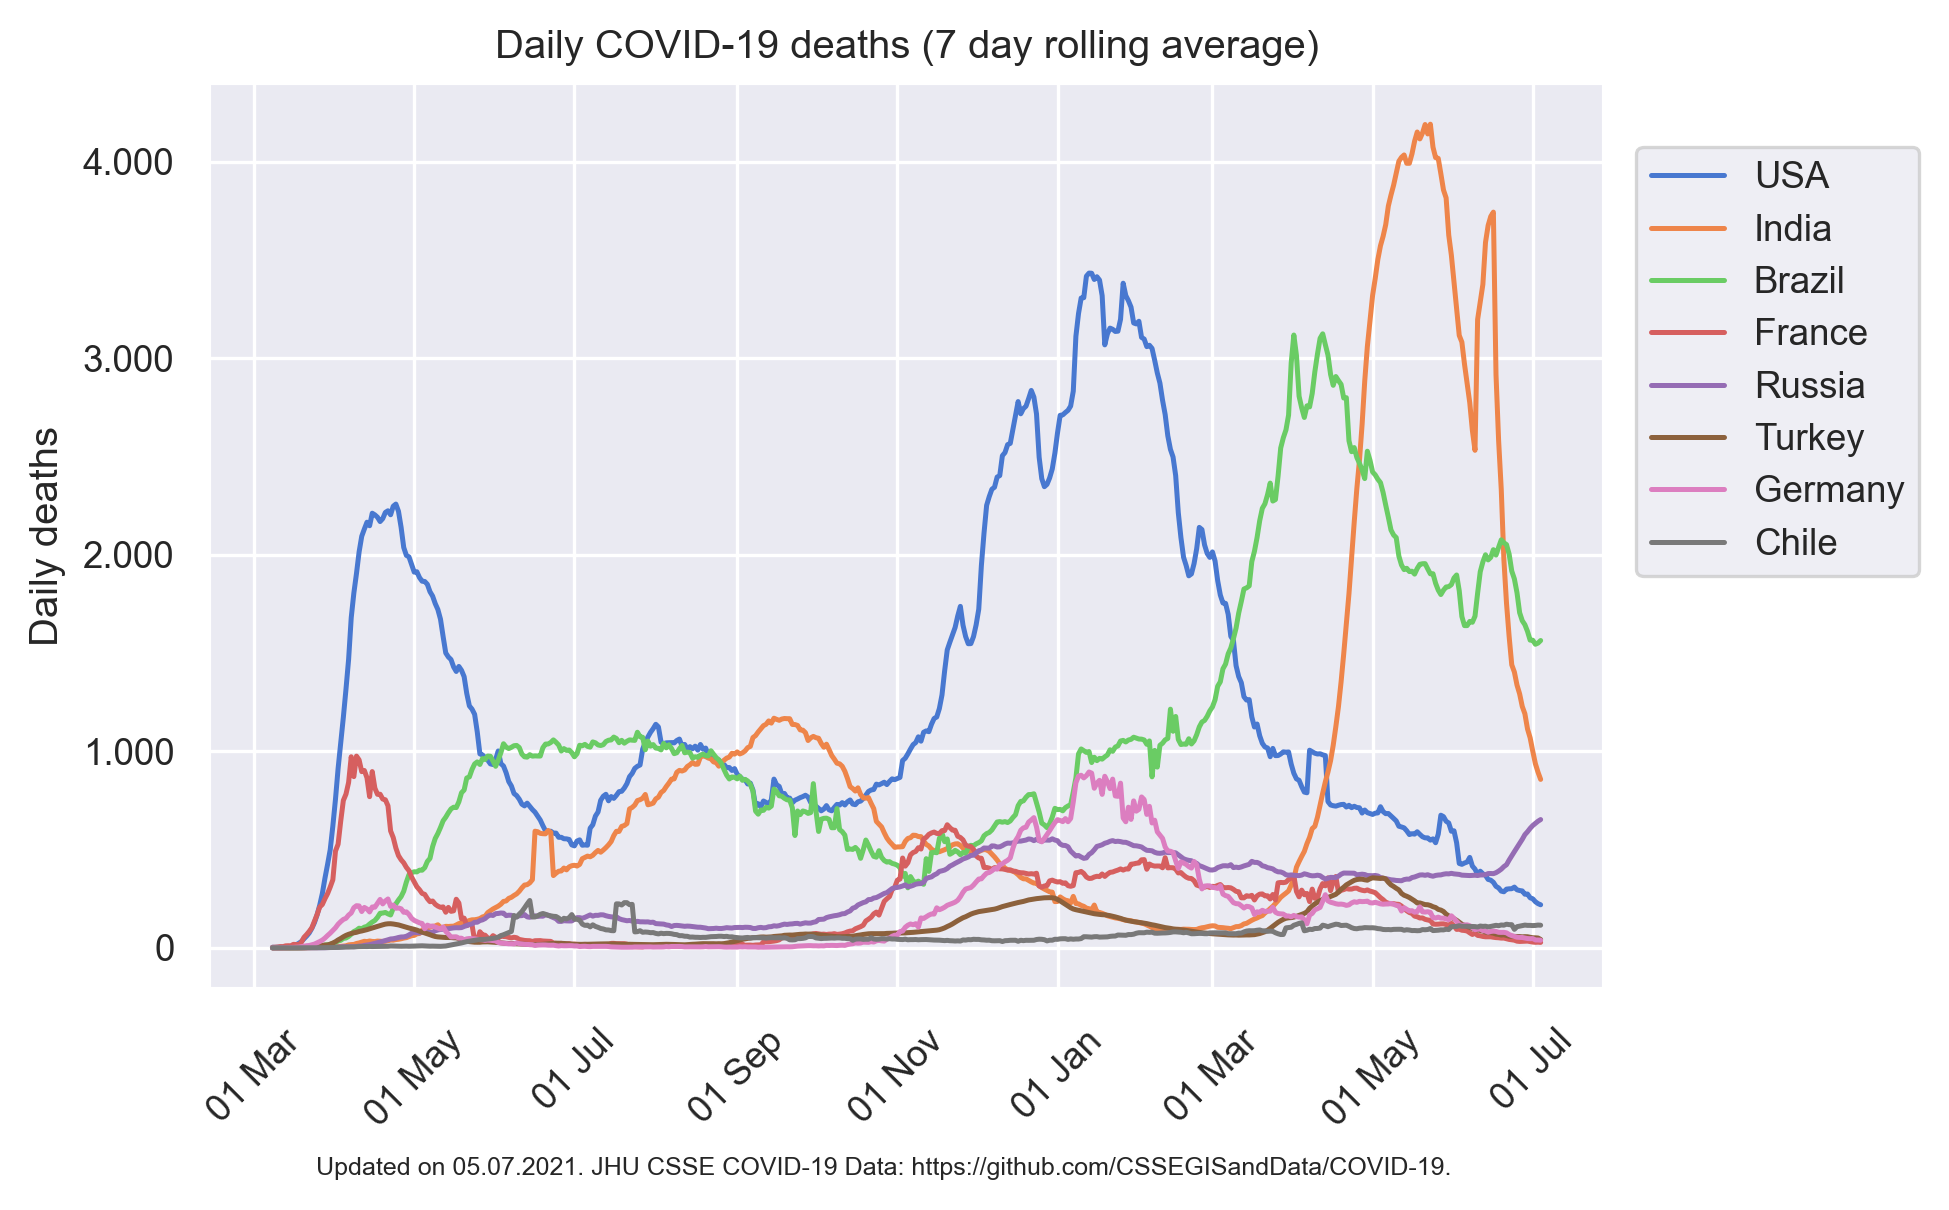 Daily COVID-19 deaths (7 day rolling average)
Daily deaths
4.000
3.000
2.000
1.000
0
01 Mar
01 May
01 Jul
01 Sep
01 Nov
01 Jan
01 Mar
01 May
01 Jul
USA
India
Brazil
France
Russia
Turkey
Germany
Chile
Updated on 05.07.2021. JHU CSSE COVID-19 Data: https://github.com/CSSEGISandData/COVID-19.